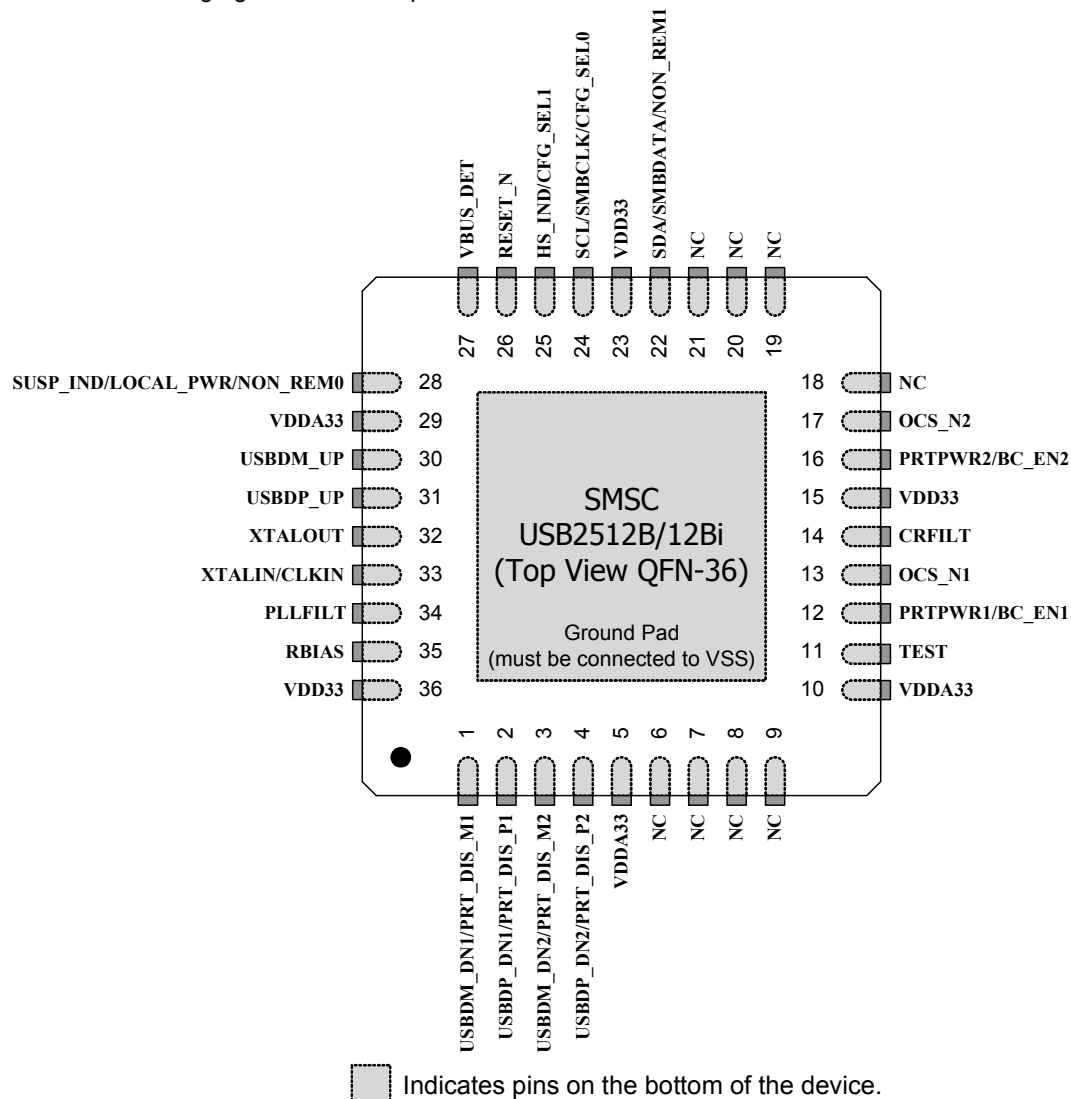 VBUS_DET
RESET_N
HS_IND/CFG_SEL1
SCL/SMBCLK/CFG_SEL0
VDD33
SDA/SMBDATA/NON_REM1
NC
NC
NC
27
26
25
24
23
22
21
20
19
SUSP_IND/LOCAL_PWR/NON_REM0 28
VDDA33 29
USBDM_UP 30
USBDP_UP 31
XTALOUT 32
XTALIN/CLKIN 33
PLLFILT 34
RBIAS 35
VDD33 36
SMSC
USB2512B/12Bi
(Top View QFN-36)
Ground Pad
(must be connected to VSS)
18 NC
17 OCS_N2
16 PRTPWR2/BC_EN2
15 VDD33
14 CRFILT
13 OCS_N1
12 PRTPWR1/BC_EN1
11 TEST
10 VDDA33
1
2
3
4
5
6
7
8
9
USBDM_DN1/PRT_DIS_M1
USBDP_DN1/PRT_DIS_P1
USBDM_DN2/PRT_DIS_M2
USBDP_DN2/PRT_DIS_P2
VDDA33
NC
NC
NC
NC
Indicates pins on the bottom of the device.